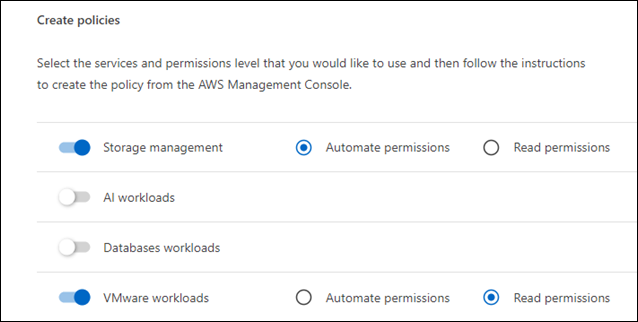 Create policies
Select the services and permissions level that you would like to use and then follow the instructions
to create the policy from the AWS Management Console.
Storage management Automate permissions Read permissions
AI workloads
Databases workloads
VMware workloads Automate permissions Read permissions